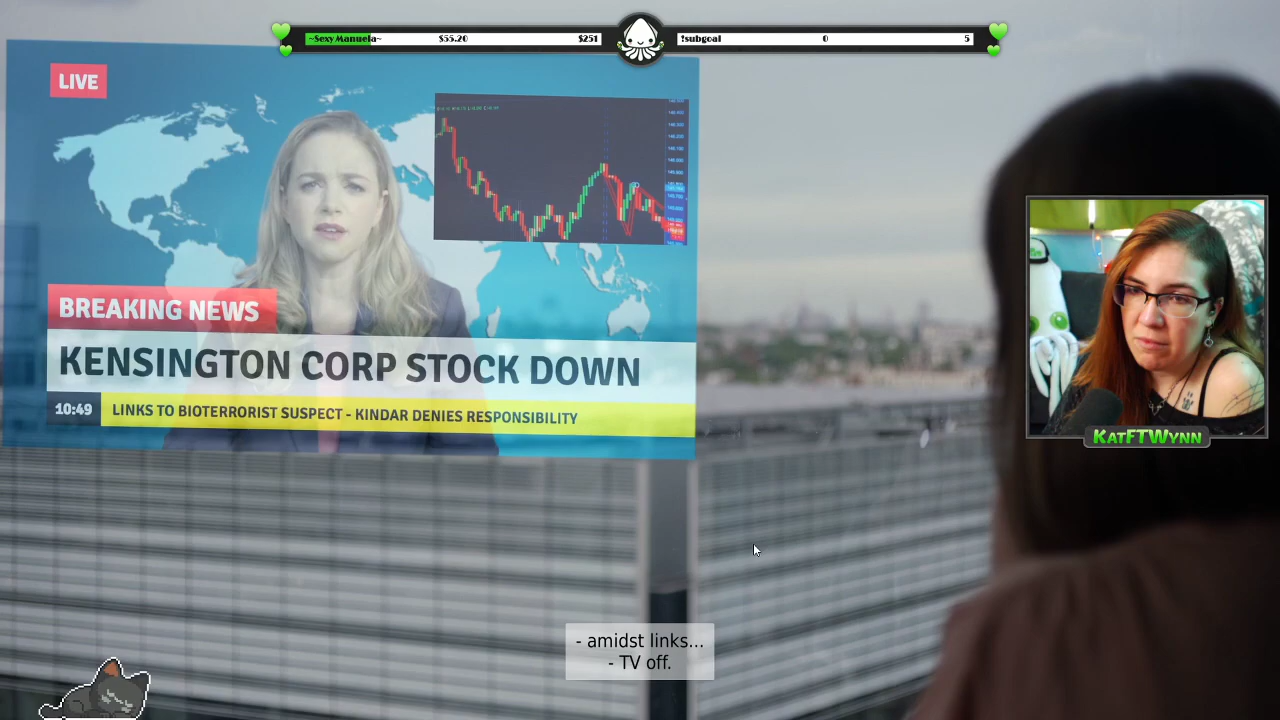 ~Sexy Manuela~ $55.20 $251
!subgoal 0 5
LIVE
BREAKING NEWS
KENSINGTON CORP STOCK DOWN
10:49 LINKS TO BIOTERRORIST SUSPECT - KINDAR DENIES RESPONSIBILITY
KATFTWYNN
- amidst links...
- TV off.